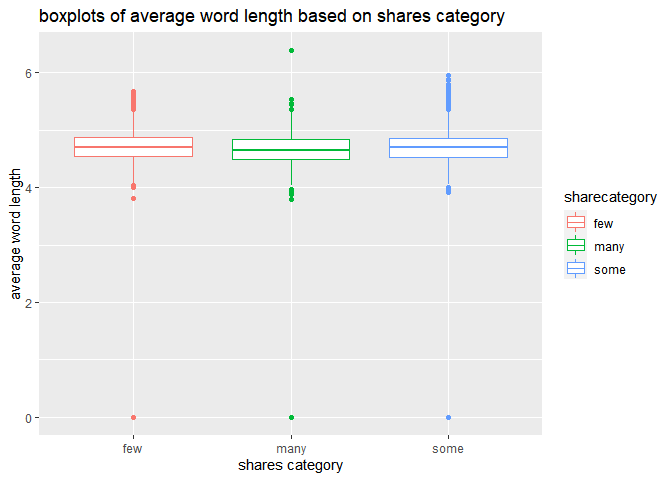 boxplots of average word length based on shares category
6
4
2
0
average word length
few
many
some
shares category
sharecategory
few
many
some